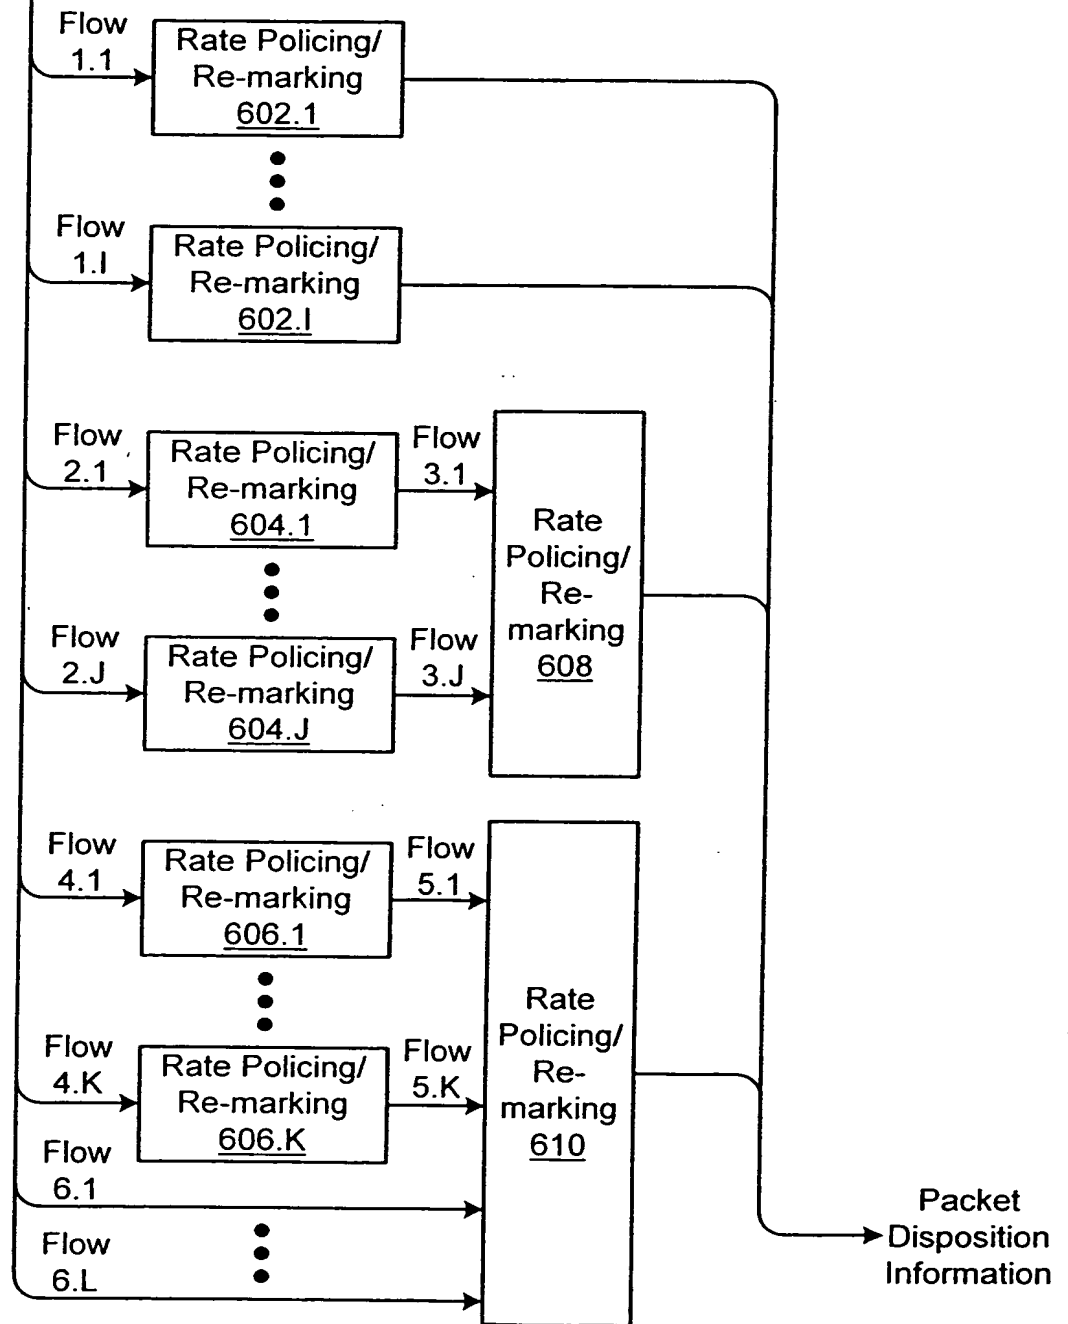 Flow
1.1
Rate Policing/
Re-marking
602.1
Flow
1.I
Rate Policing/
Re-marking
602.I
Flow
2.1
Rate Policing/
Re-marking
604.1
Flow
3.1
Flow
2.J
Rate Policing/
Re-marking
604.J
Flow
3.J
Rate
Policing/
Re-
marking
608
Flow
4.1
Rate Policing/
Re-marking
606.1
Flow
5.1
Flow
4.K
Rate Policing/
Re-marking
606.K
Flow
5.K
Flow
6.1
Flow
6.L
Rate
Policing/
Re-
marking
610
Packet
Disposition
Information